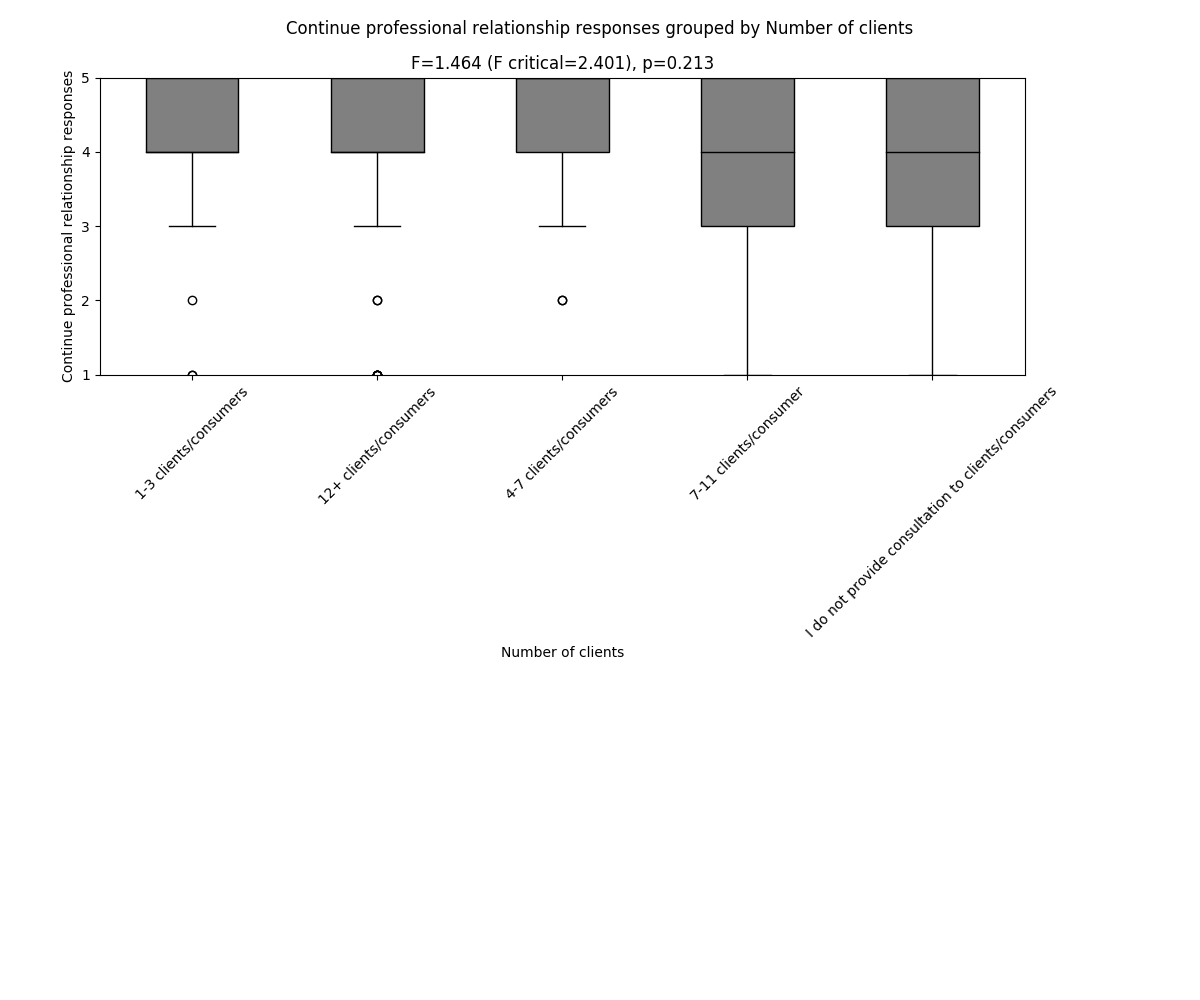 Continue professional relationship responses grouped by Number of clients
F=1.464 (F critical=2.401), p=0.213
Continue professional relationship responses
5
4
3
2
1
1-3 clients/consumers
12+ clients/consumers
4-7 clients/consumers
7-11 clients/consumer
I do not provide consultation to clients/consumers
Number of clients